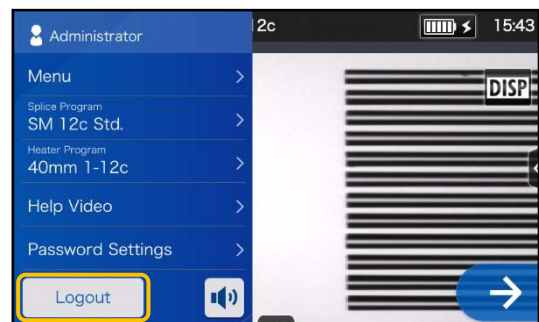 Administrator
12c
15:43
Menu
DISP
Splice Program
SM 12c Std.
Heater Program
40mm 1-12c
Help Video
Password Settings
Logout